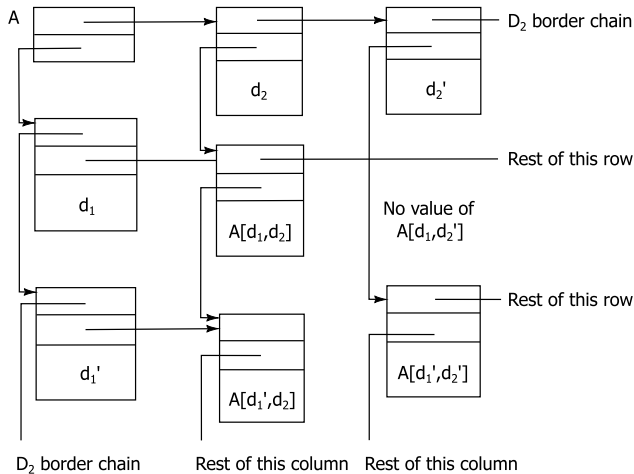 A
D₂ border chain
d₂
d₂'
Rest of this row
d₁
A[d₁,d₂]
No value of
A[d₁,d₂']
Rest of this row
d₁'
A[d₁',d₂]
A[d₁',d₂']
D₂ border chain
Rest of this column
Rest of this column